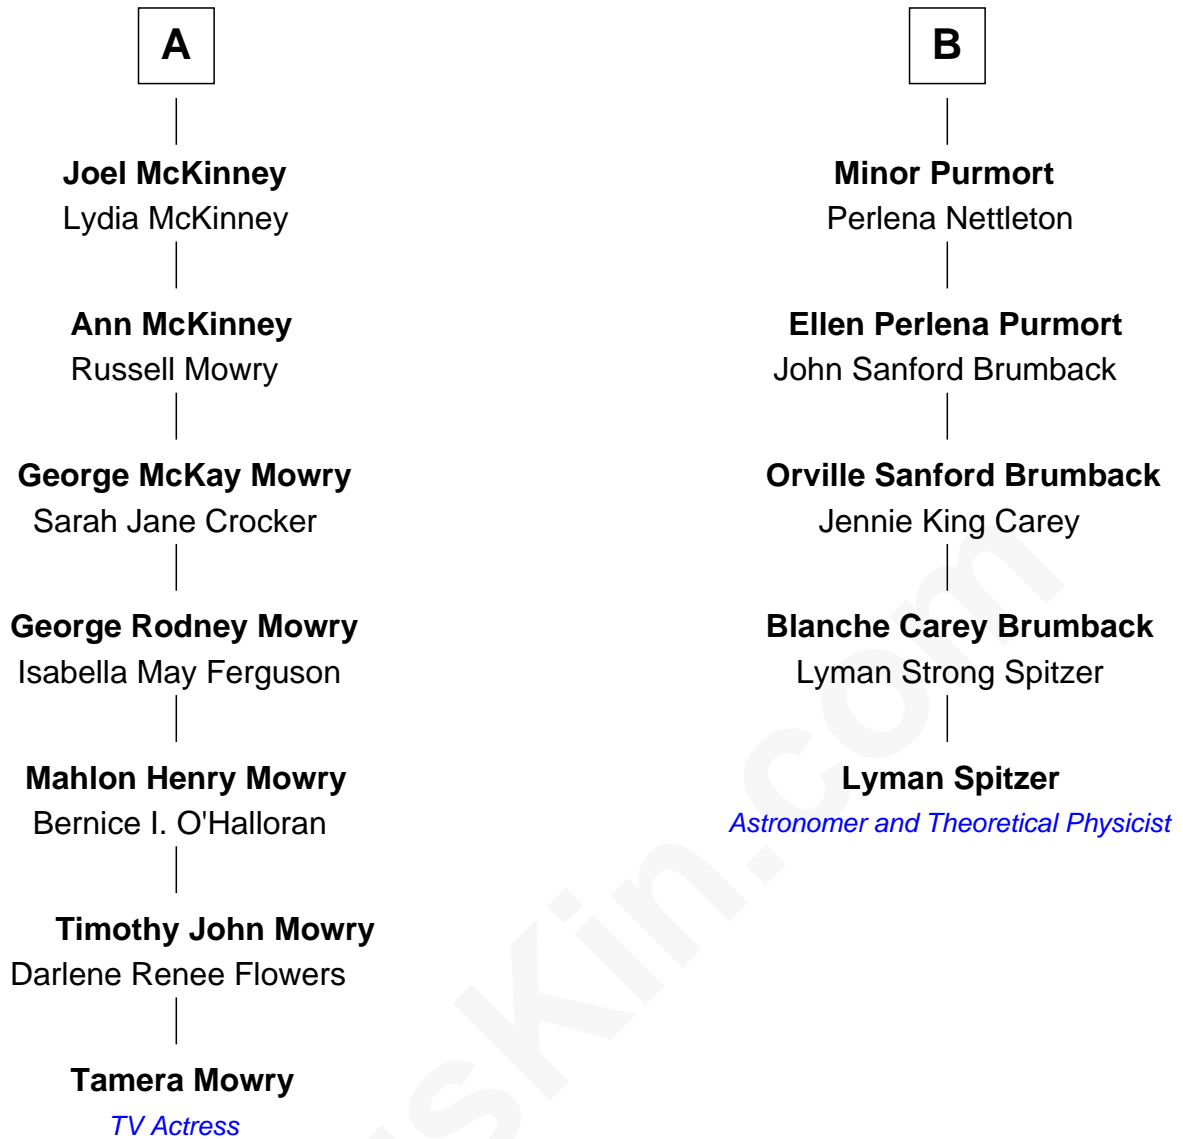 A
Joel McKinney
Lydia McKinney
Ann McKinney
Russell Mowry
George McKay Mowry
Sarah Jane Crocker
George Rodney Mowry
Isabella May Ferguson
Mahlon Henry Mowry
Bernice I. O'Halloran
Timothy John Mowry
Darlene Renee Flowers
Tamera Mowry
TV Actress
B
Minor Purmort
Perlena Nettleton
Ellen Perlena Purmort
John Sanford Brumback
Orville Sanford Brumback
Jennie King Carey
Blanche Carey Brumback
Lyman Strong Spitzer
Lyman Spitzer
Astronomer and Theoretical Physicist